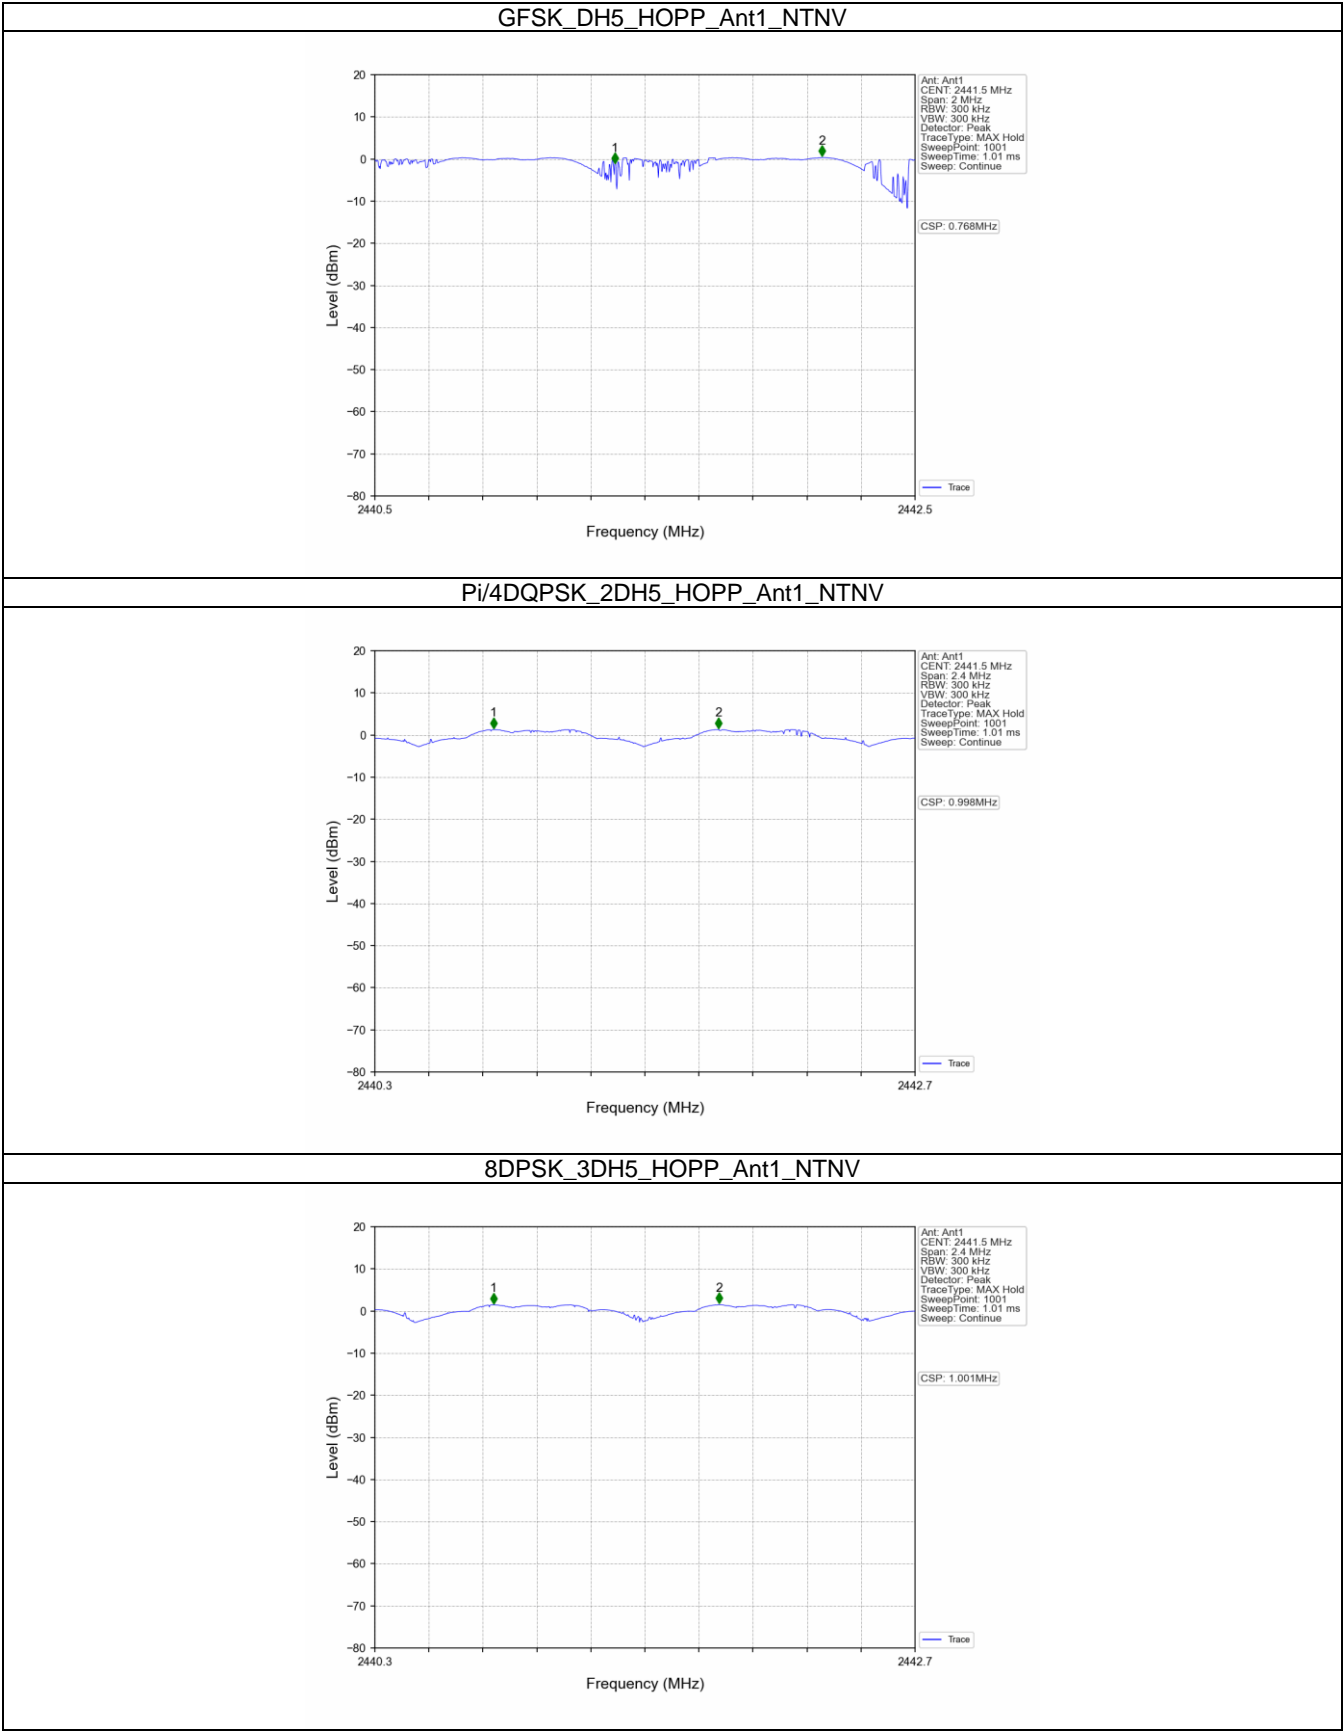 GFSK_DH5_HOPP_Ant1_NTNV
20
10
0
−10
−20
−30
−40
−50
−60
−70
−80
Level (dBm)
1
2
2440.5
2442.5
Frequency (MHz)
Ant: Ant1
CENT: 2441.5 MHz
Span: 2 MHz
RBW: 300 kHz
VBW: 300 kHz
Detector: Peak
TraceType: MAX Hold
SweepPoint: 1001
SweepTime: 1.01 ms
Sweep: Continue
CSP: 0.768MHz
Trace
Pi/4DQPSK_2DH5_HOPP_Ant1_NTNV
20
10
0
−10
−20
−30
−40
−50
−60
−70
−80
Level (dBm)
1
2
2440.3
2442.7
Frequency (MHz)
Ant: Ant1
CENT: 2441.5 MHz
Span: 2.4 MHz
RBW: 300 kHz
VBW: 300 kHz
Detector: Peak
TraceType: MAX Hold
SweepPoint: 1001
SweepTime: 1.01 ms
Sweep: Continue
CSP: 0.998MHz
Trace
8DPSK_3DH5_HOPP_Ant1_NTNV
20
10
0
−10
−20
−30
−40
−50
−60
−70
−80
Level (dBm)
1
2
2440.3
2442.7
Frequency (MHz)
Ant: Ant1
CENT: 2441.5 MHz
Span: 2.4 MHz
RBW: 300 kHz
VBW: 300 kHz
Detector: Peak
TraceType: MAX Hold
SweepPoint: 1001
SweepTime: 1.01 ms
Sweep: Continue
CSP: 1.001MHz
Trace